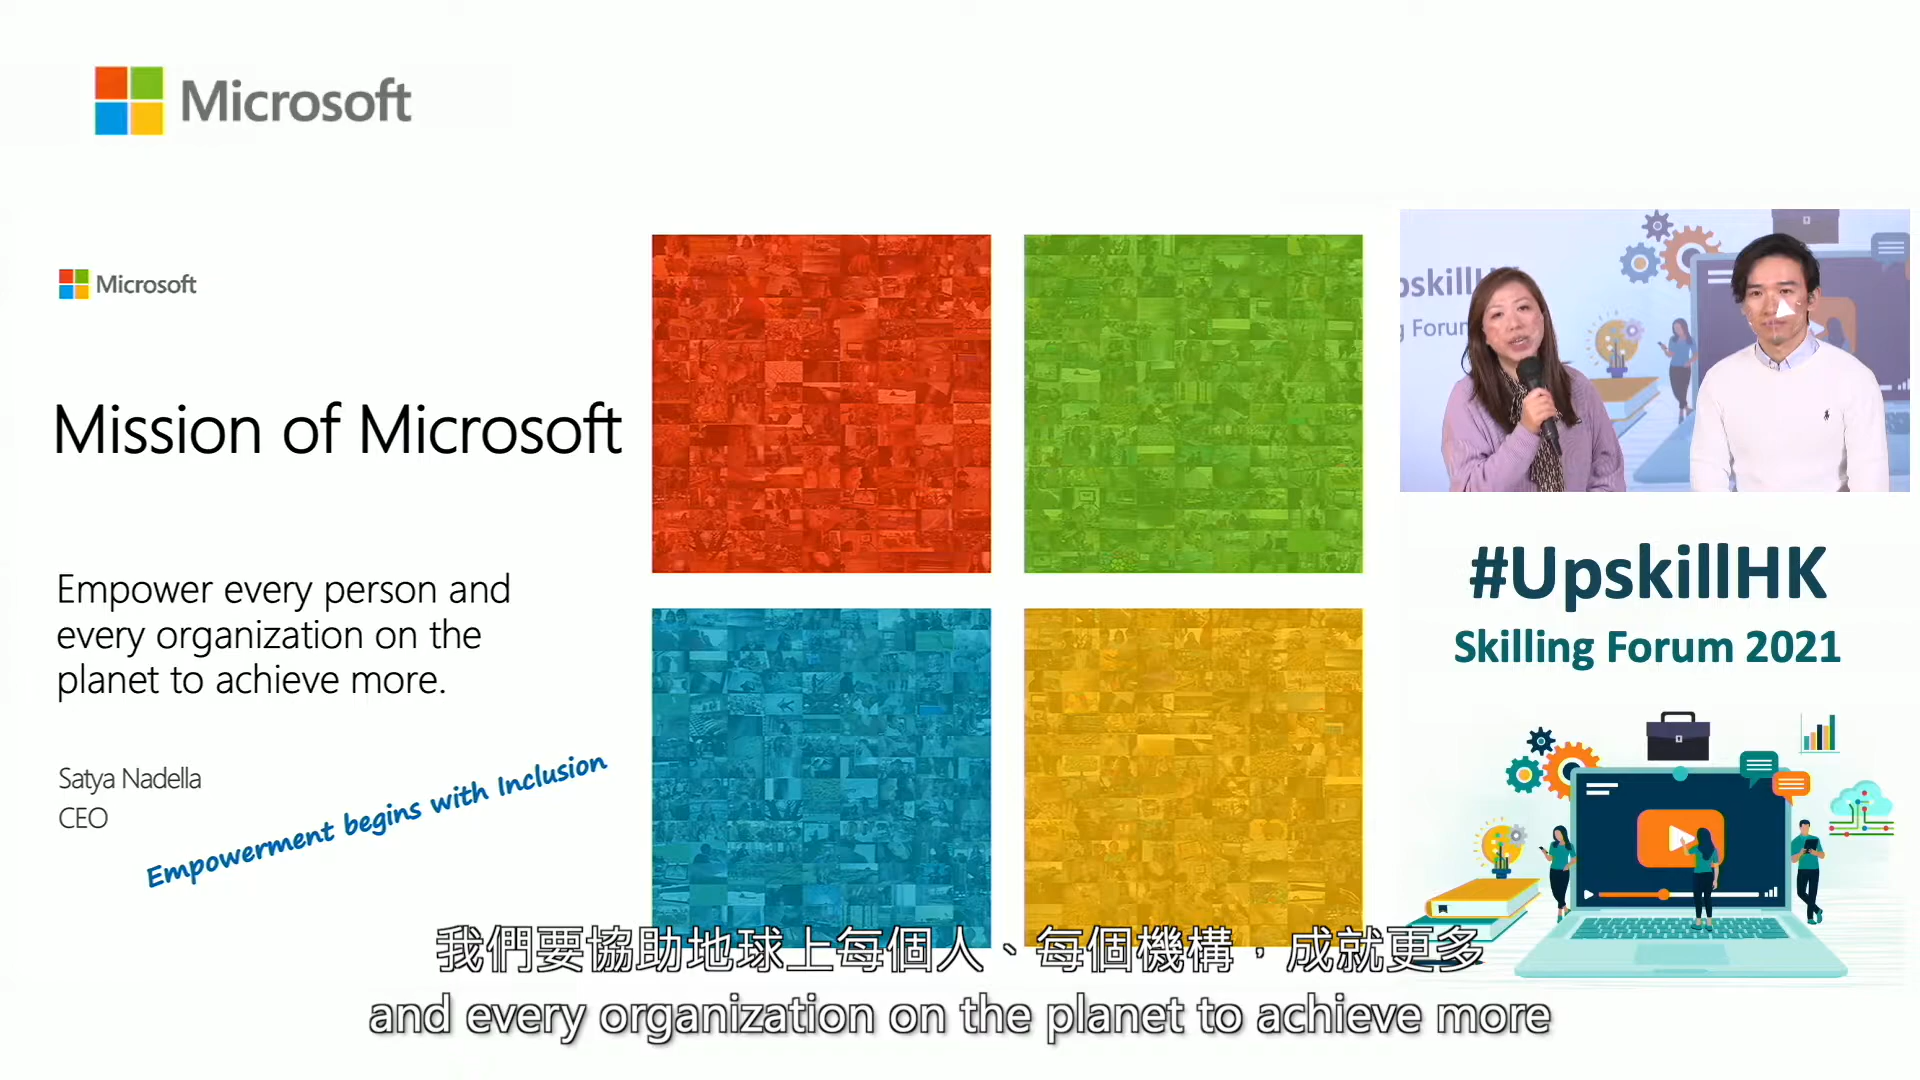 Microsoft
Microsoft
Mission of Microsoft
Empower every person and
every organization on the
planet to achieve more.
Satya Nadella
CEO
Empowerment begins with Inclusion
pskillH
g Forum
#UpskillHK
Skilling Forum 2021
我們要協助地球上每個人、每個機構，成就更多
and every organization on the planet to achieve more